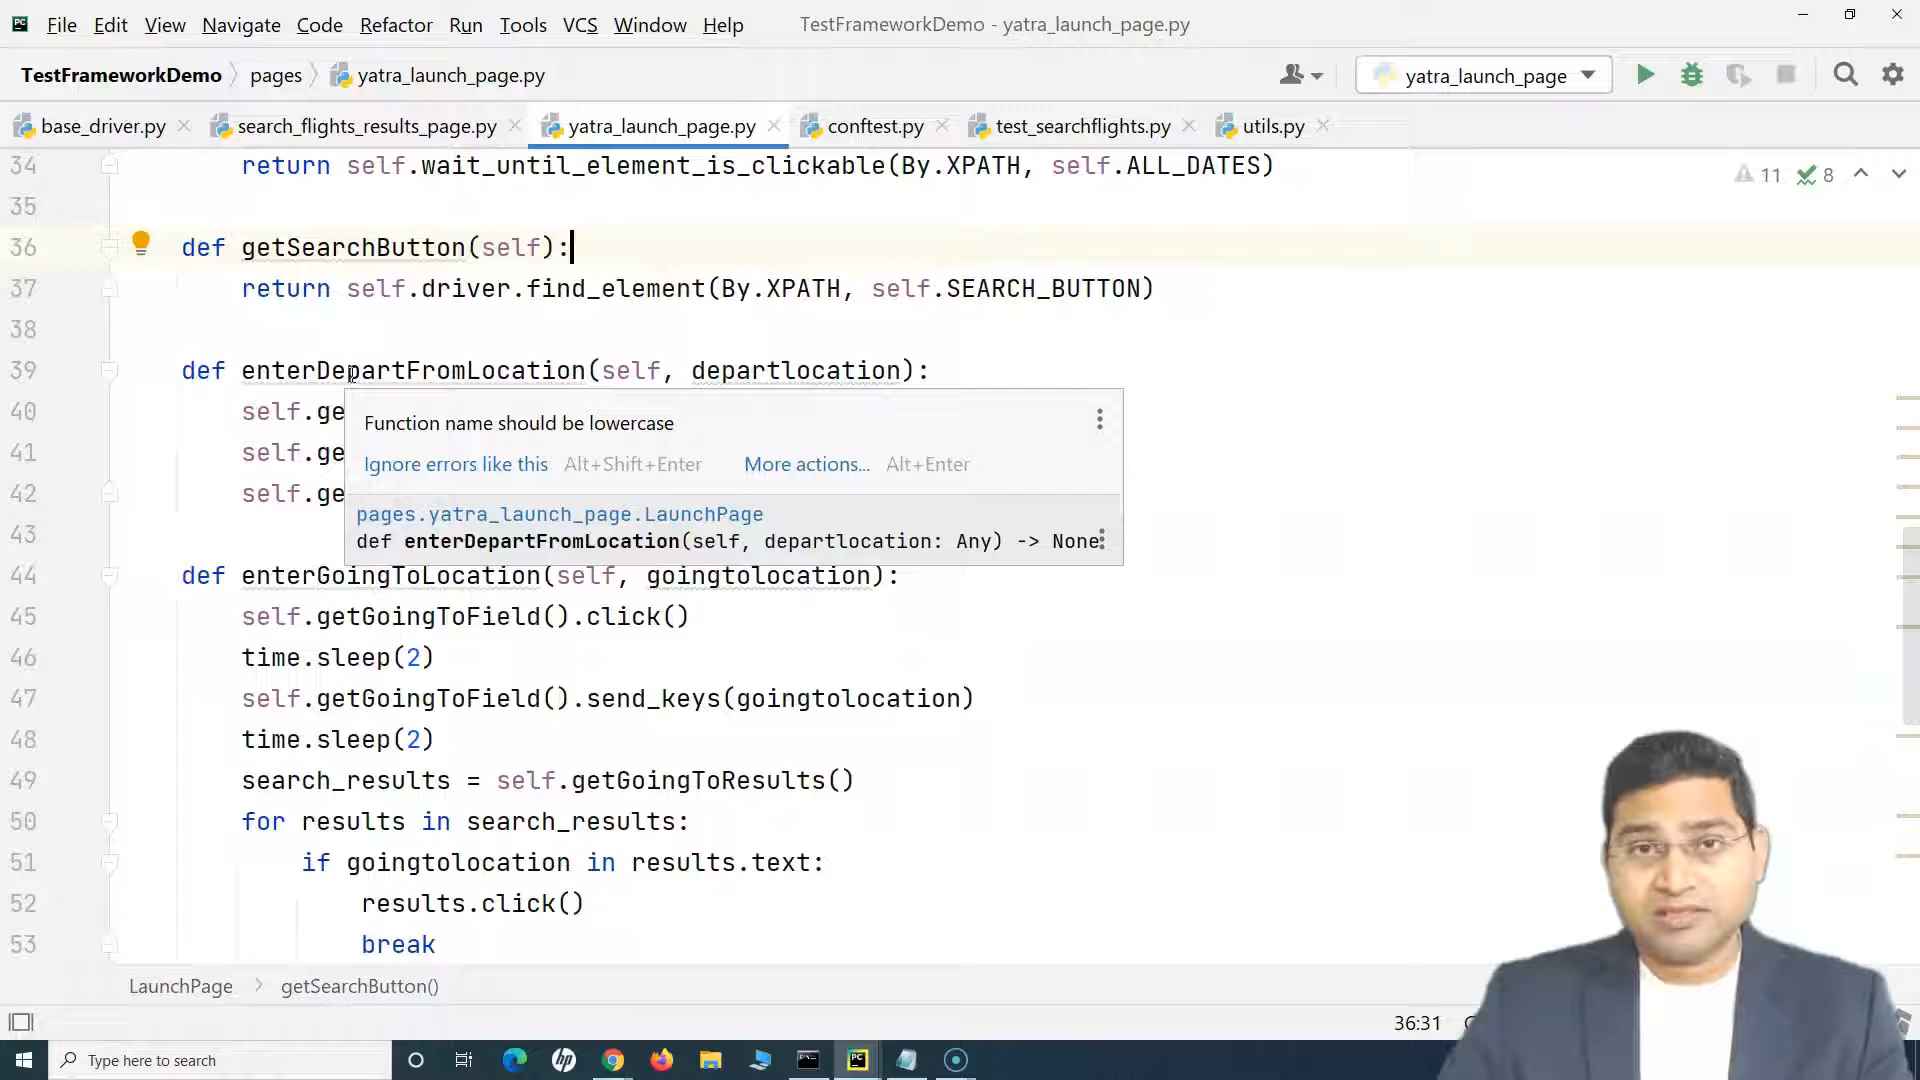 File Edit View Navigate Code Refactor Run Tools VCS Window Help TestFrameworkDemo - yatra_launch_page.py
TestFrameworkDemo pages yatra_launch_page.py yatra_launch_page
base_driver.py search_flights_results_page.py yatra_launch_page.py conftest.py test_searchflights.py utils.py
34 return self.wait_until_element_is_clickable(By.XPATH, self.ALL_DATES)
11 8
35
36 def getSearchButton(self):
37 return self.driver.find_element(By.XPATH, self.SEARCH_BUTTON)
38
39 def enterDepartFromLocation(self, departlocation):
40 self.ge
Function name should be lowercase
41 self.ge
Ignore errors like this Alt+Shift+Enter More actions... Alt+Enter
42 self.ge
pages.yatra_launch_page.LaunchPage
43
def enterDepartFromLocation(self, departlocation: Any) -> None
44 def enterGoingToLocation(self, goingtolocation):
45 self.getGoingToField().click()
46 time.sleep(2)
47 self.getGoingToField().send_keys(goingtolocation)
48 time.sleep(2)
49 search_results = self.getGoingToResults()
50 for results in search_results:
51 if goingtolocation in results.text:
52 results.click()
53 break
LaunchPage getSearchButton()
36:31
Type here to search